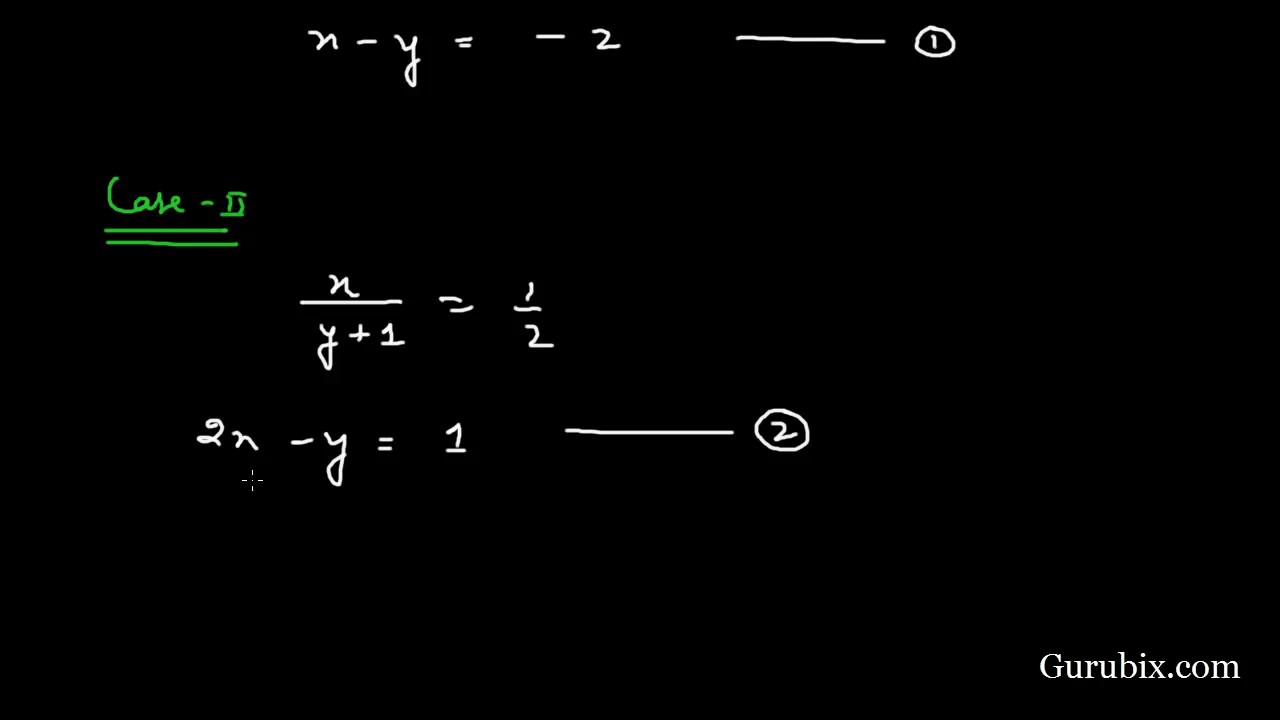 x - y = - 2 ——— ①
Case - II
x/(y+1) = 1/2
2x - y = 1 ——— ②
Gurubix.com